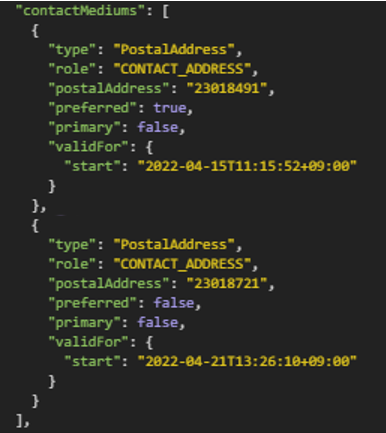 "contactMediums": [
{
"type": "PostalAddress",
"role": "CONTACT_ADDRESS",
"postalAddress": "23018491",
"preferred": true,
"primary": false,
"validFor": {
"start": "2022-04-15T11:15:52+09:00"
}
},
{
"type": "PostalAddress",
"role": "CONTACT_ADDRESS",
"postalAddress": "23018721",
"preferred": false,
"primary": false,
"validFor": {
"start": "2022-04-21T13:26:10+09:00"
}
}
],